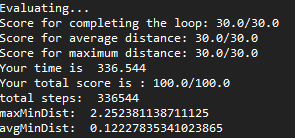 Evaluating...
Score for completing the loop: 30.0/30.0
Score for average distance: 30.0/30.0
Score for maximum distance: 30.0/30.0
Your time is  336.544
Your total score is : 100.0/100.0
total steps:  336544
maxMinDist:  2.252381138711125
avgMinDist:  0.12227835341023865